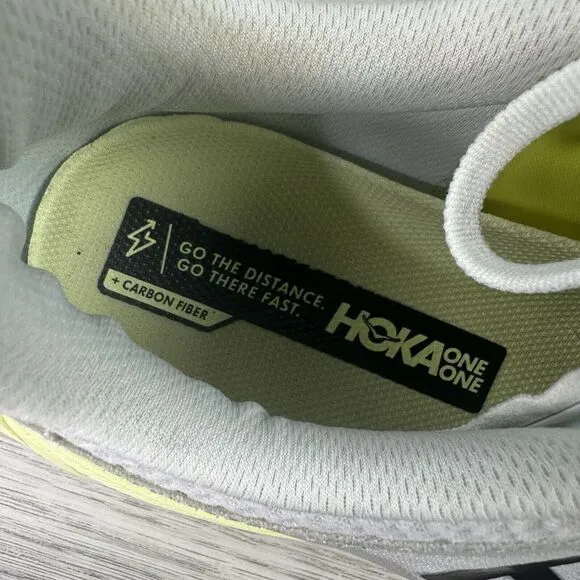 GO THE DISTANCE.
GO THERE FAST.
+ CARBON FIBER
HOKA ONE
ONE